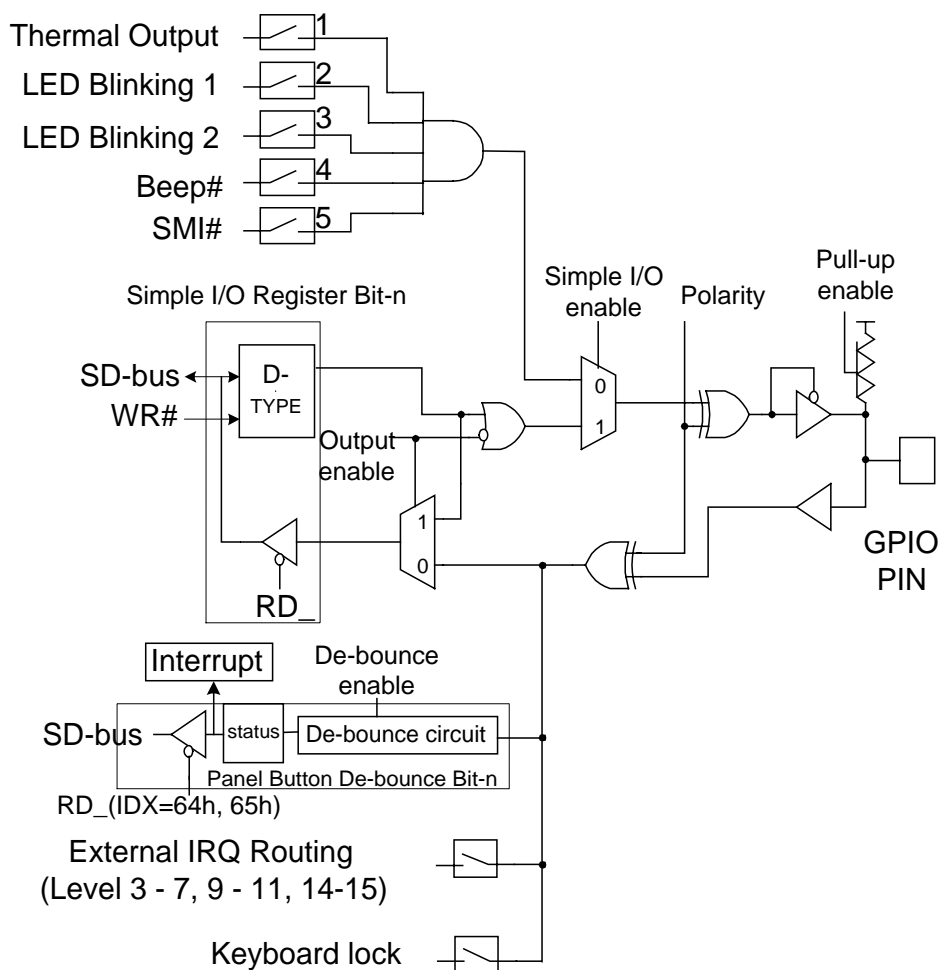 Thermal Output
1
LED Blinking 1
2
LED Blinking 2
3
Beep#
4
SMI#
5
Simple I/O
enable
Polarity
Pull-up
enable
Simple I/O Register Bit-n
SD-bus
WR#
D-
TYPE
0
1
Output
enable
1
0
RD_
GPIO
PIN
Interrupt
De-bounce
enable
SD-bus
status
De-bounce circuit
Panel Button De-bounce Bit-n
RD_(IDX=64h, 65h)
External IRQ Routing
(Level 3 - 7, 9 - 11, 14-15)
Keyboard lock